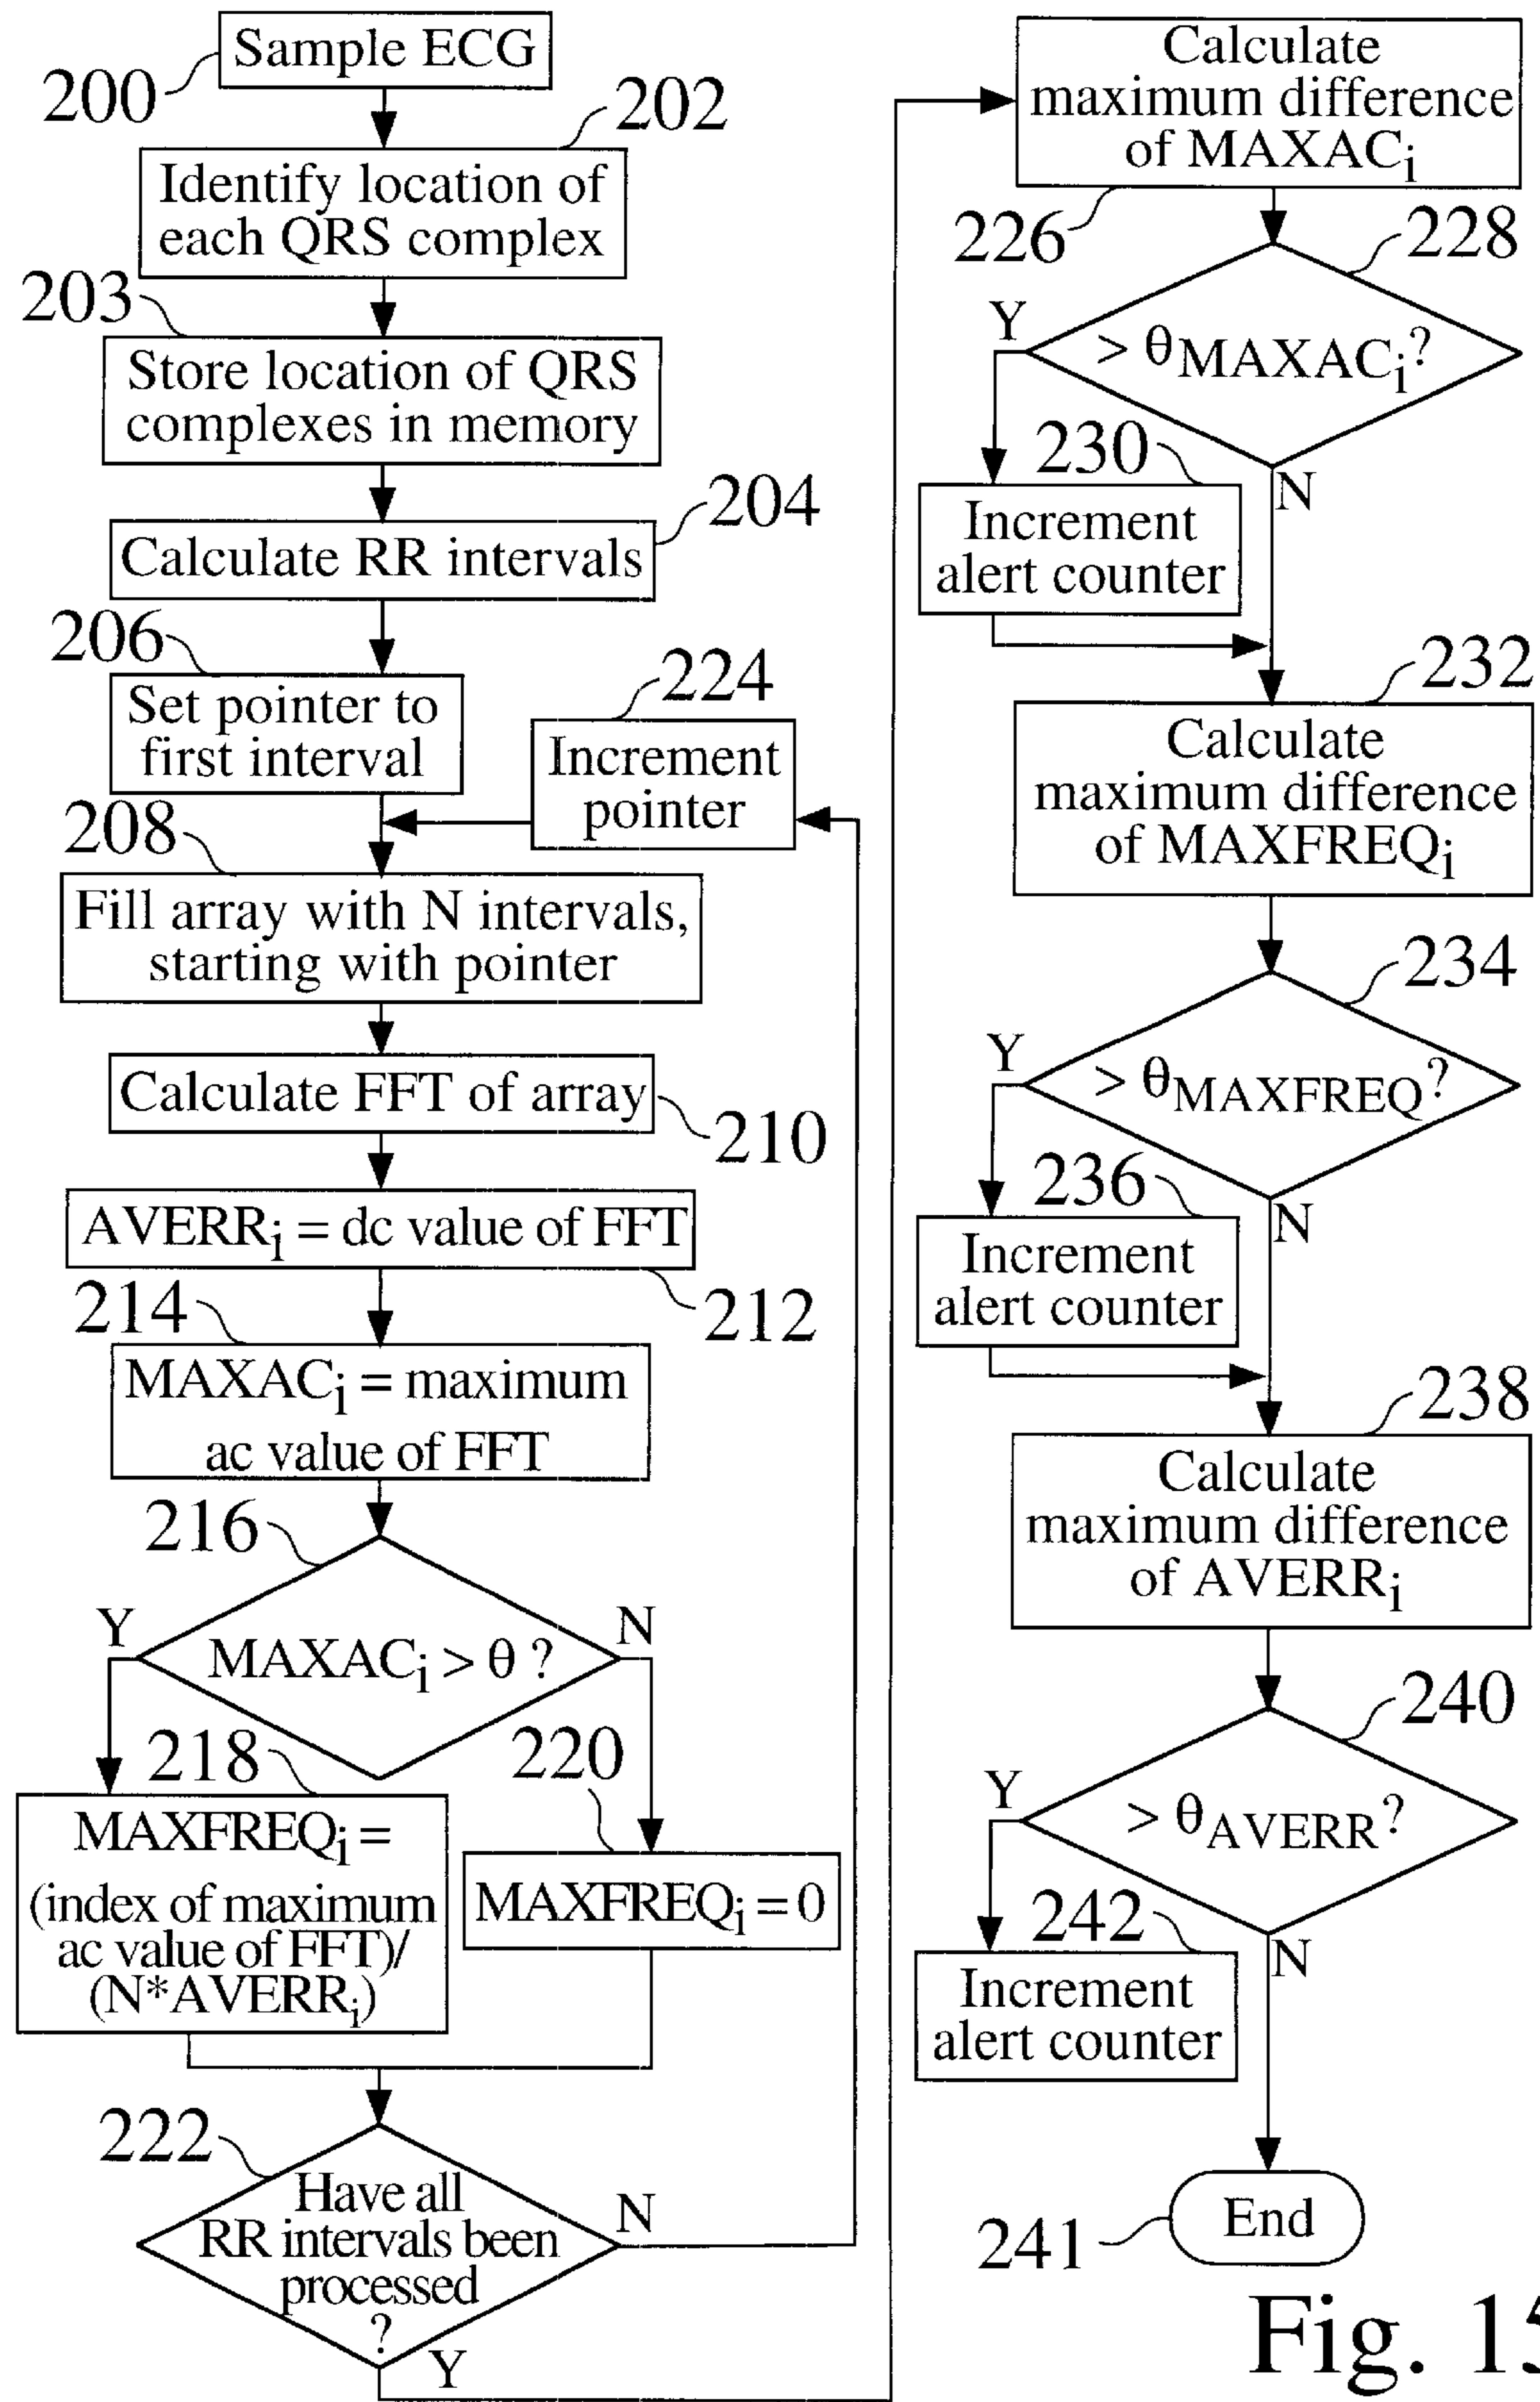 Sample ECG
200
202
Identify location of
each QRS complex
203
Store location of QRS
complexes in memory
204
Calculate RR intervals
206
Set pointer to
first interval
224
Increment
pointer
208
Fill array with N intervals,
starting with pointer
Calculate FFT of array
210
AVERRi = dc value of FFT
212
214
MAXACi = maximum
ac value of FFT
216
Y
N
MAXACi > θ ?
218
220
MAXFREQi =
(index of maximum
ac value of FFT)/
(N*AVERRi)
MAXFREQi = 0
222
Have all
RR intervals been
processed
?
N
Y
Calculate
maximum difference
of MAXACi
226
228
Y
> θMAXACi?
N
230
Increment
alert counter
232
Calculate
maximum difference
of MAXFREQi
234
Y
> θMAXFREQ?
N
236
Increment
alert counter
238
Calculate
maximum difference
of AVERRi
240
Y
> θAVERR?
N
242
Increment
alert counter
End
241
Fig. 15